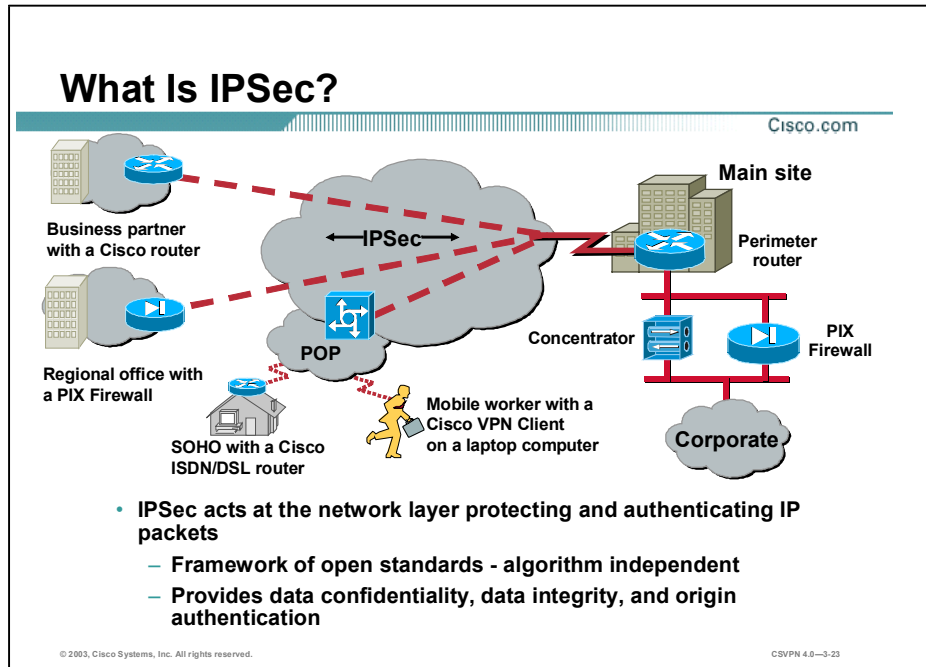 What Is IPSec?
Cisco.com
Main site
Business partner
with a Cisco router
IPSec
Perimeter
router
Regional office with
a PIX Firewall
POP
Concentrator
PIX
Firewall
SOHO with a Cisco
ISDN/DSL router
Mobile worker with a
Cisco VPN Client
on a laptop computer
Corporate
• IPSec acts at the network layer protecting and authenticating IP
packets
– Framework of open standards - algorithm independent
– Provides data confidentiality, data integrity, and origin
authentication
© 2003, Cisco Systems, Inc. All rights reserved.
CSVPN 4.0—3-23